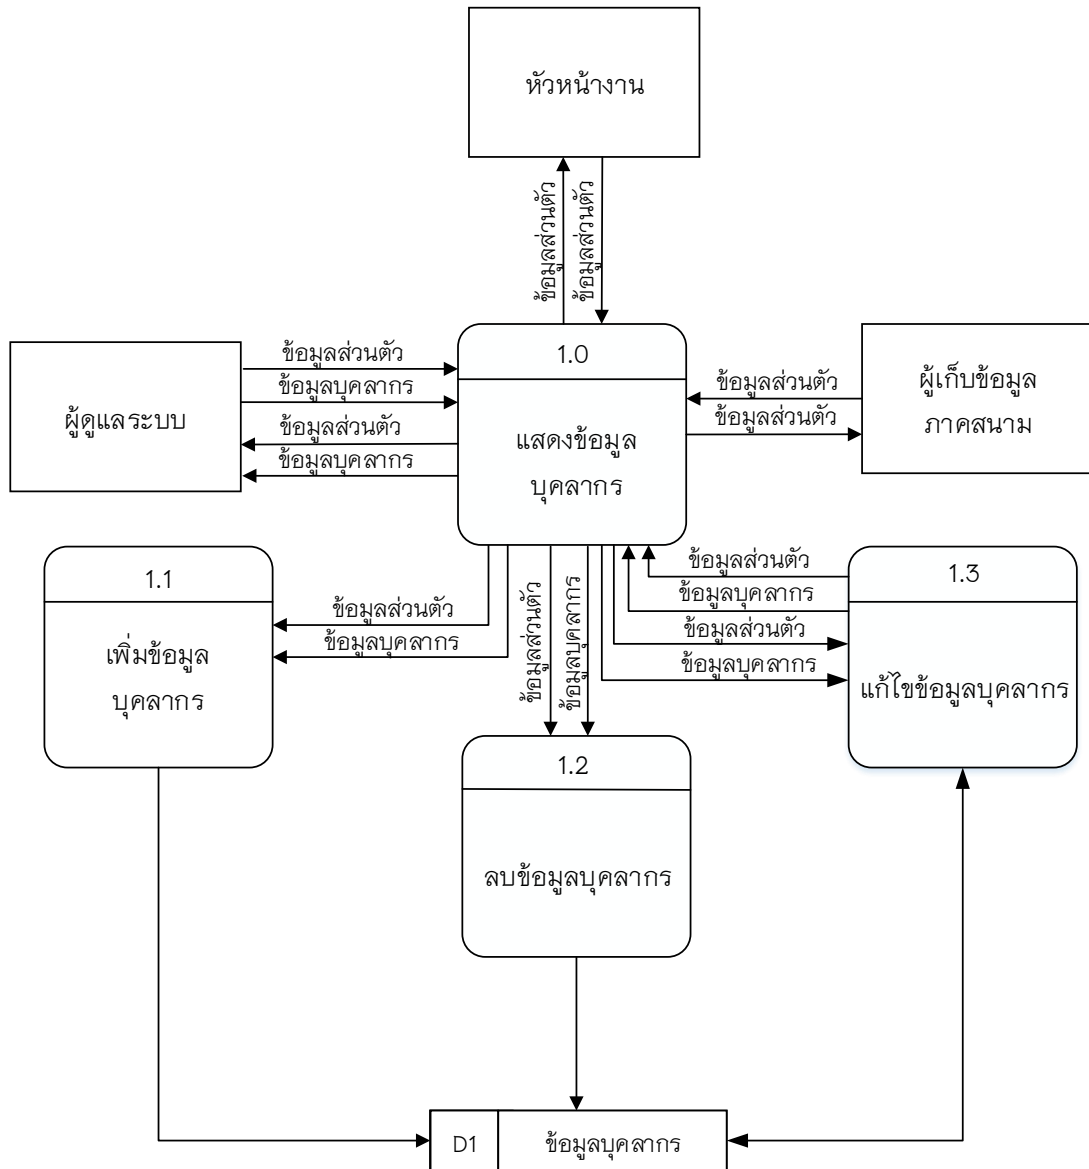 หัวหน้างาน
ข้อมูลส่วนตัว
ข้อมูลส่วนตัว
ผู้ดูแลระบบ
ข้อมูลส่วนตัว
ข้อมูลบุคลากร
ข้อมูลส่วนตัว
ข้อมูลบุคลากร
1.0
แสดงข้อมูล
บุคลากร
ข้อมูลส่วนตัว
ข้อมูลส่วนตัว
ผู้เก็บข้อมูล
ภาคสนาม
1.1
เพิ่มข้อมูล
บุคลากร
ข้อมูลส่วนตัว
ข้อมูลบุคลากร
ข้อมูลส่วนตัว
ข้อมูลบุคลากร
ข้อมูลส่วนตัว
ข้อมูลบุคลากร
ข้อมูลส่วนตัว
ข้อมูลบุคลากร
1.3
แก้ไขข้อมูลบุคลากร
1.2
ลบข้อมูลบุคลากร
D1
ข้อมูลบุคลากร